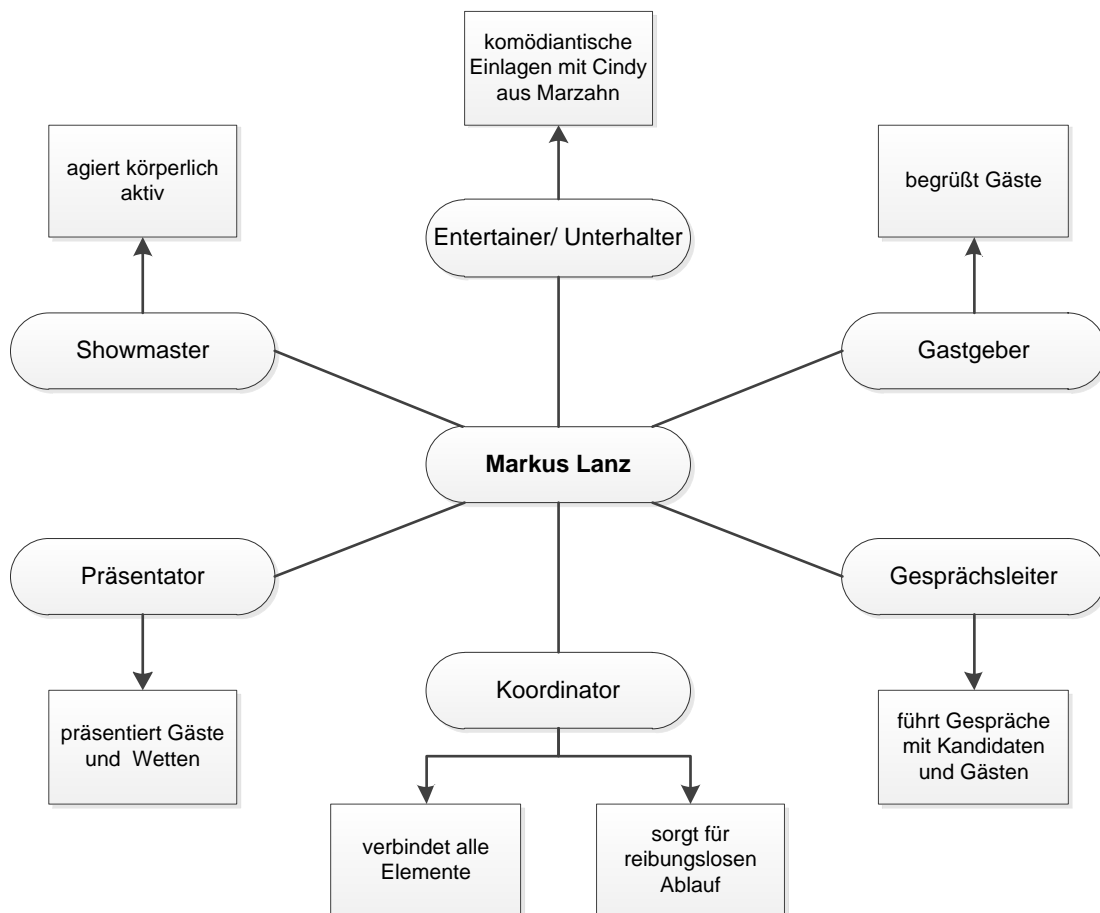 komödiantische
Einlagen mit Cindy
aus Marzahn
agiert körperlich
aktiv
begrüßt Gäste
Entertainer/ Unterhalter
Showmaster
Gastgeber
Markus Lanz
Präsentator
Gesprächsleiter
Koordinator
präsentiert Gäste
und Wetten
führt Gespräche
mit Kandidaten
und Gästen
verbindet alle
Elemente
sorgt für
reibungslosen
Ablauf